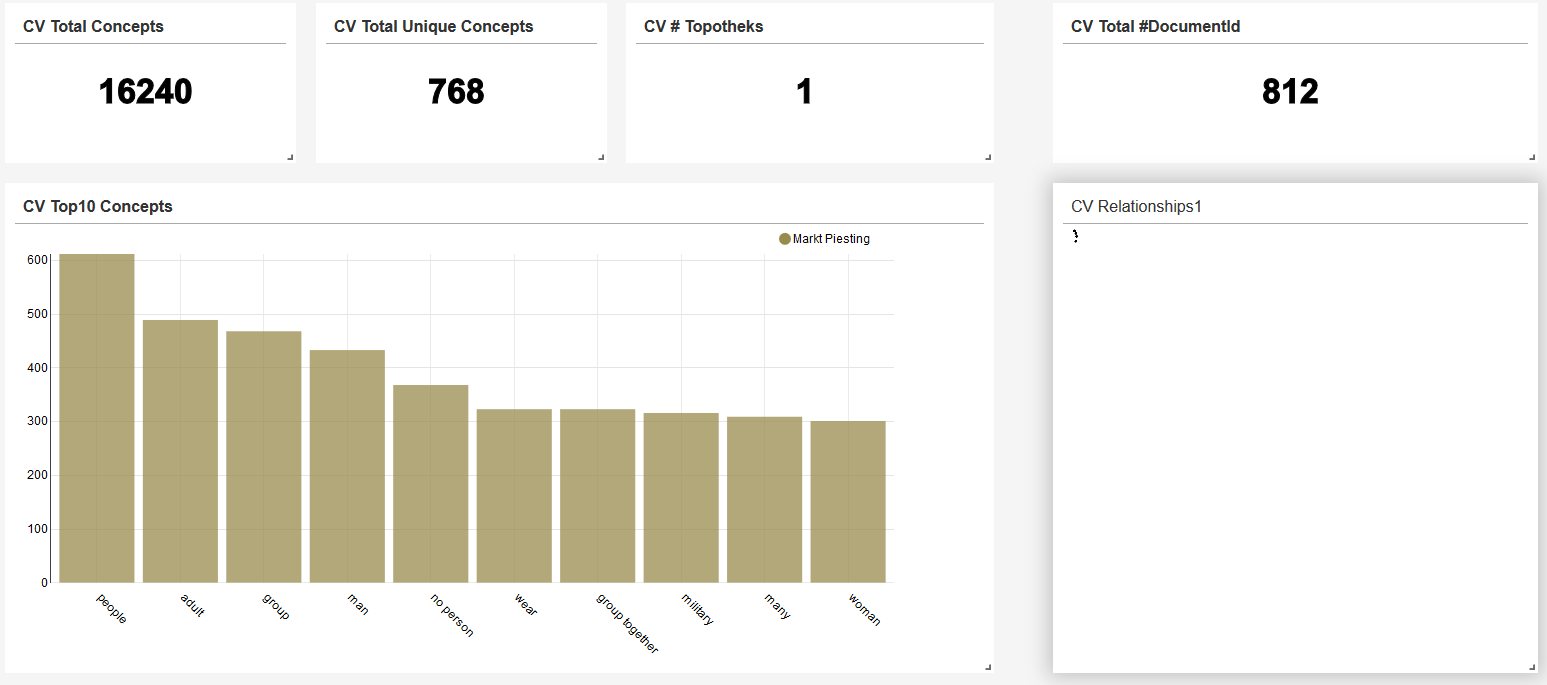 CV Total Concepts
16240
CV Total Unique Concepts
768
CV # Topotheks
1
CV Total #DocumentId
812
CV Top10 Concepts
Markt Piesting
600
500
400
300
200
100
0
people
adult
group
man
no person
wear
group together
military
many
woman
CV Relationships1